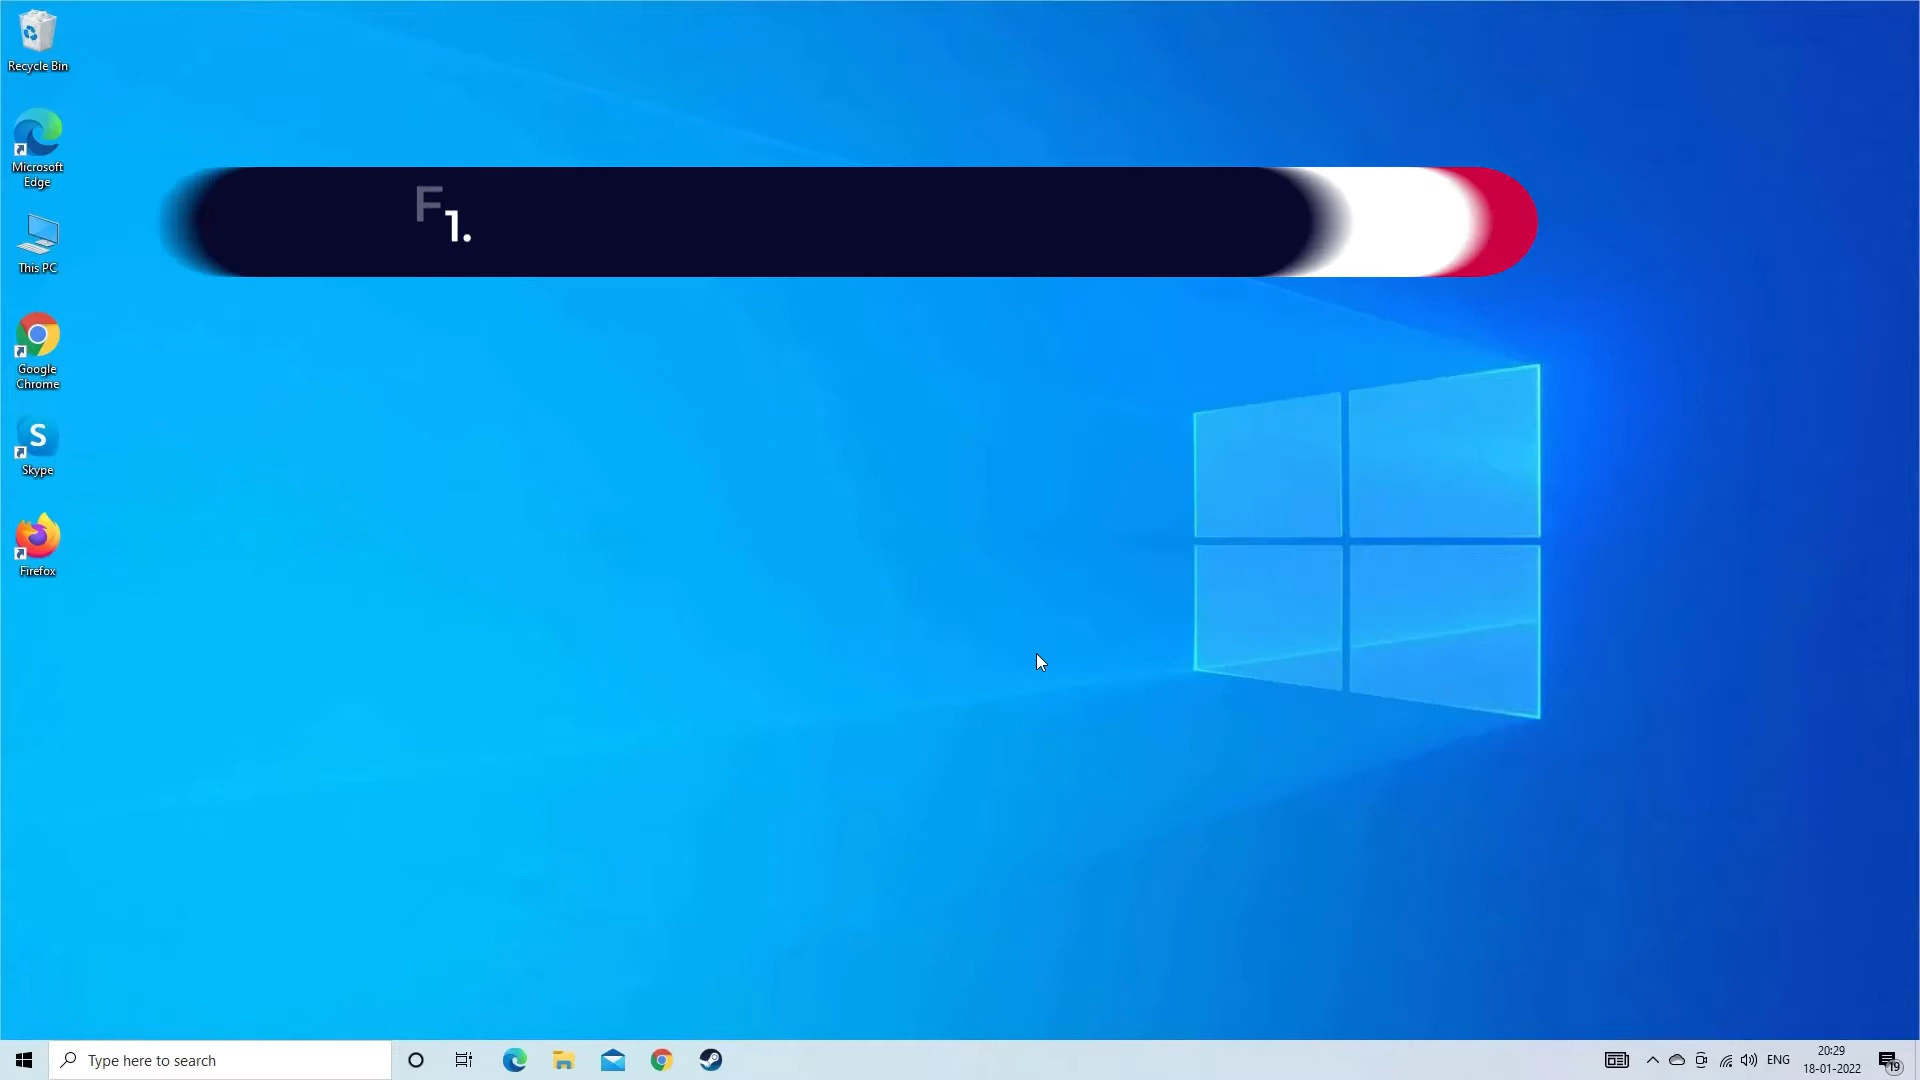 Recycle Bin
Microsoft
Edge
F
1.
This PC
Google
Chrome
S
Skype
Firefox
Type here to search
ENG
20:29
18-01-2022
19